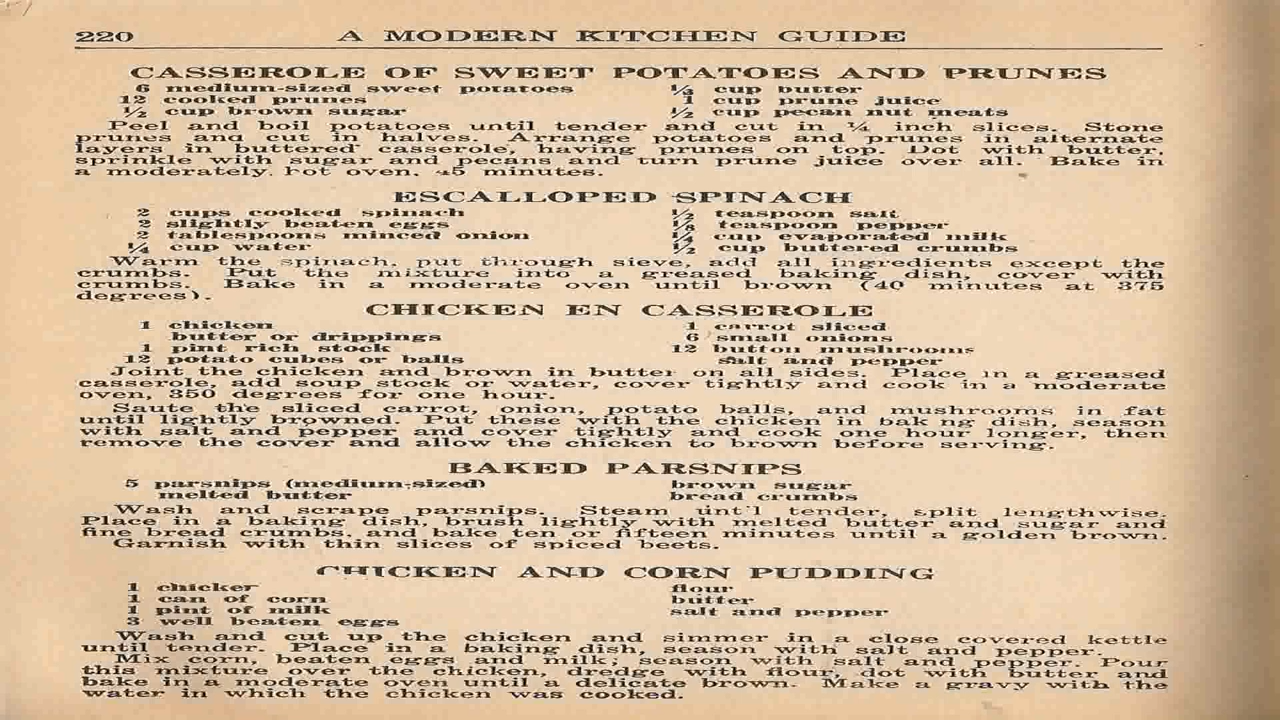 220 A MODERN KITCHEN GUIDE
CASSEROLE OF SWEET POTATOES AND PRUNES
6 medium-sized sweet potatoes ¼ cup butter
12 cooked prunes 1 cup prune juice
½ cup brown sugar ½ cup pecan nut meats
Peel and boil potatoes until tender and cut in ¼ inch slices. Stone
prunes and cut in halves. Arrange potatoes and prunes in alternate
layers in buttered casserole, having prunes on top. Dot with butter,
sprinkle with sugar and pecans and turn prune juice over all. Bake in
a moderately hot oven, 45 minutes.
ESCALLOPED SPINACH
2 cups cooked spinach ½ teaspoon salt
2 slightly beaten eggs ⅛ teaspoon pepper
2 tablespoons minced onion ¼ cup evaporated milk
¼ cup water ½ cup buttered crumbs
Warm the spinach, put through sieve, add all ingredients except the
crumbs. Put the mixture into a greased baking dish, cover with
crumbs. Bake in a moderate oven until brown (40 minutes at 375
degrees).
CHICKEN EN CASSEROLE
1 chicken 1 carrot sliced
butter or drippings 6 small onions
1 pint rich stock 12 button mushrooms
12 potato cubes or balls salt and pepper
Joint the chicken and brown in butter on all sides. Place in a greased
casserole, add soup stock or water, cover tightly and cook in a moderate
oven, 350 degrees for one hour.
Saute the sliced carrot, onion, potato balls, and mushrooms in fat
until lightly browned. Put these with the chicken in bak ng dish, season
with salt and pepper and cover tightly and cook one hour longer, then
remove the cover and allow the chicken to brown before serving.
BAKED PARSNIPS
5 parsnips (medium-sized) brown sugar
melted butter bread crumbs
Wash and scrape parsnips. Steam until tender, split lengthwise.
Place in a baking dish, brush lightly with melted butter and sugar and
fine bread crumbs, and bake ten or fifteen minutes until a golden brown.
Garnish with thin slices of spiced beets.
CHICKEN AND CORN PUDDING
1 chicken flour
1 can of corn butter
1 pint of milk salt and pepper
3 well beaten eggs
Wash and cut up the chicken and simmer in a close covered kettle
until tender. Place in a baking dish, season with salt and pepper.
Mix corn, beaten eggs and milk; season with salt and pepper. Pour
this mixture over the chicken, dredge with flour, dot with butter and
bake in a moderate oven until a delicate brown. Make a gravy with the
water in which the chicken was cooked.